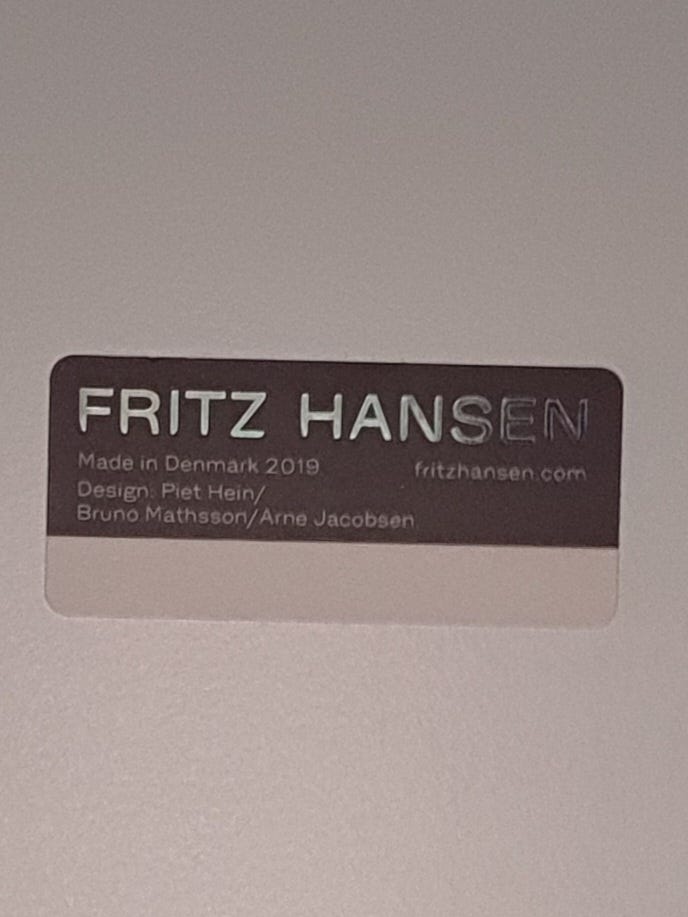 FRITZ HANSEN
Made in Denmark 2019
fritzhansen.com
Design: Piet Hein/
Bruno Mathsson/Arne Jacobsen